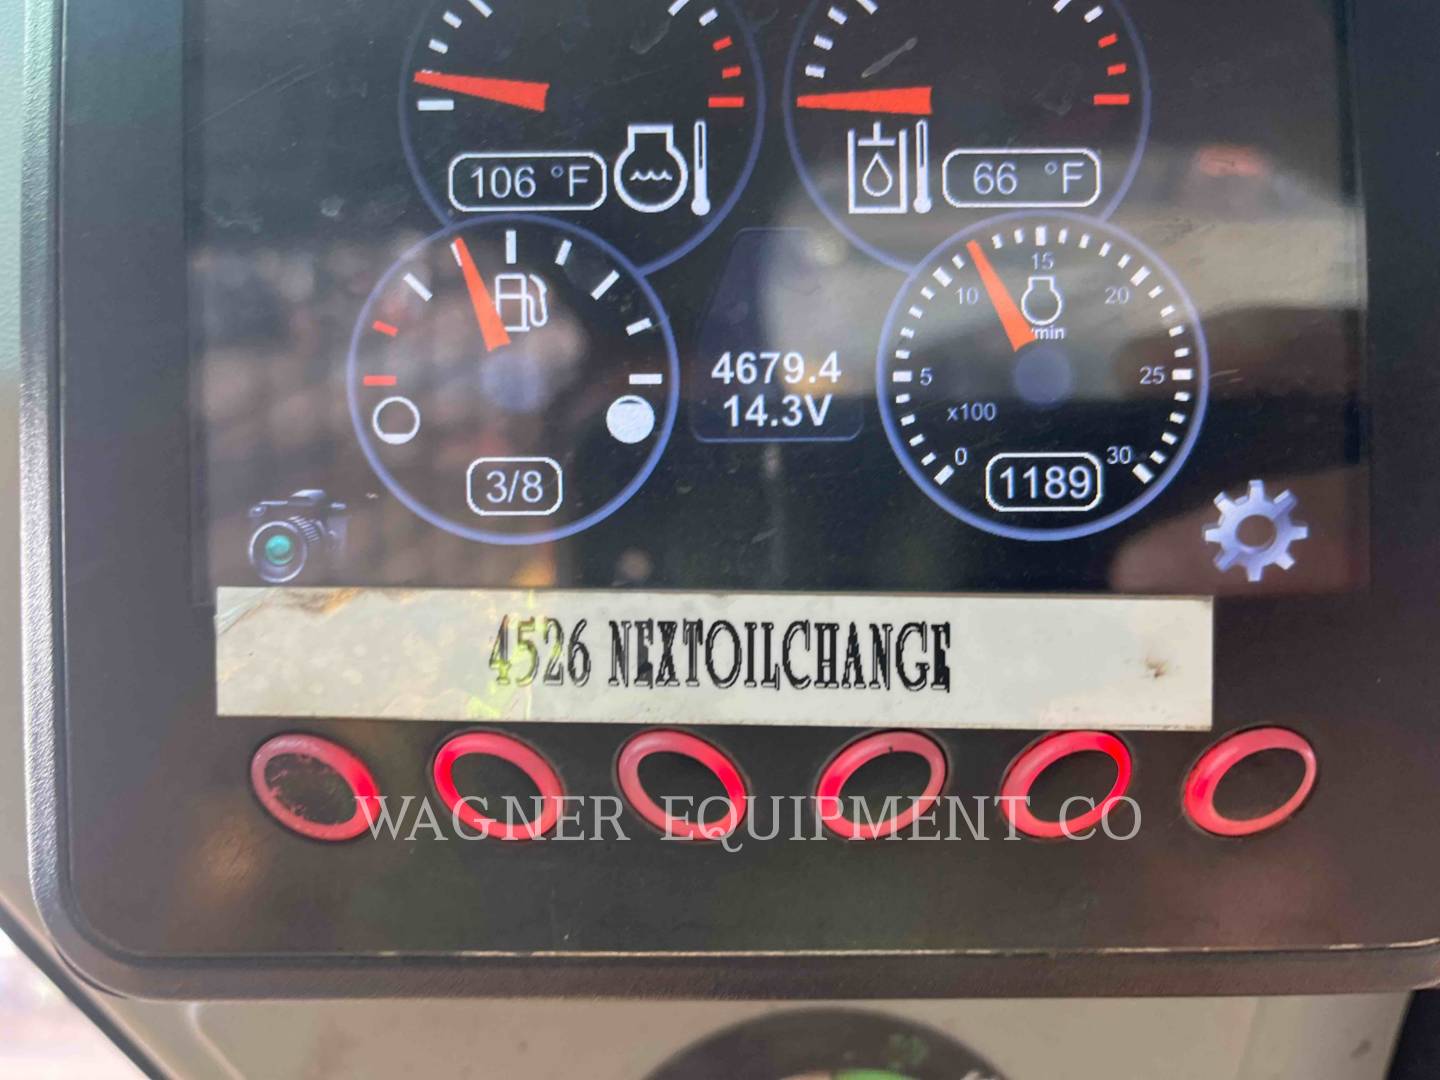 106 °F
66 °F
15
10
20
/min
4679.4
5
25
14.3V
x100
0
30
3/8
1189
4526 NEXTOILCHANGE
WAGNER EQUIPMENT CO